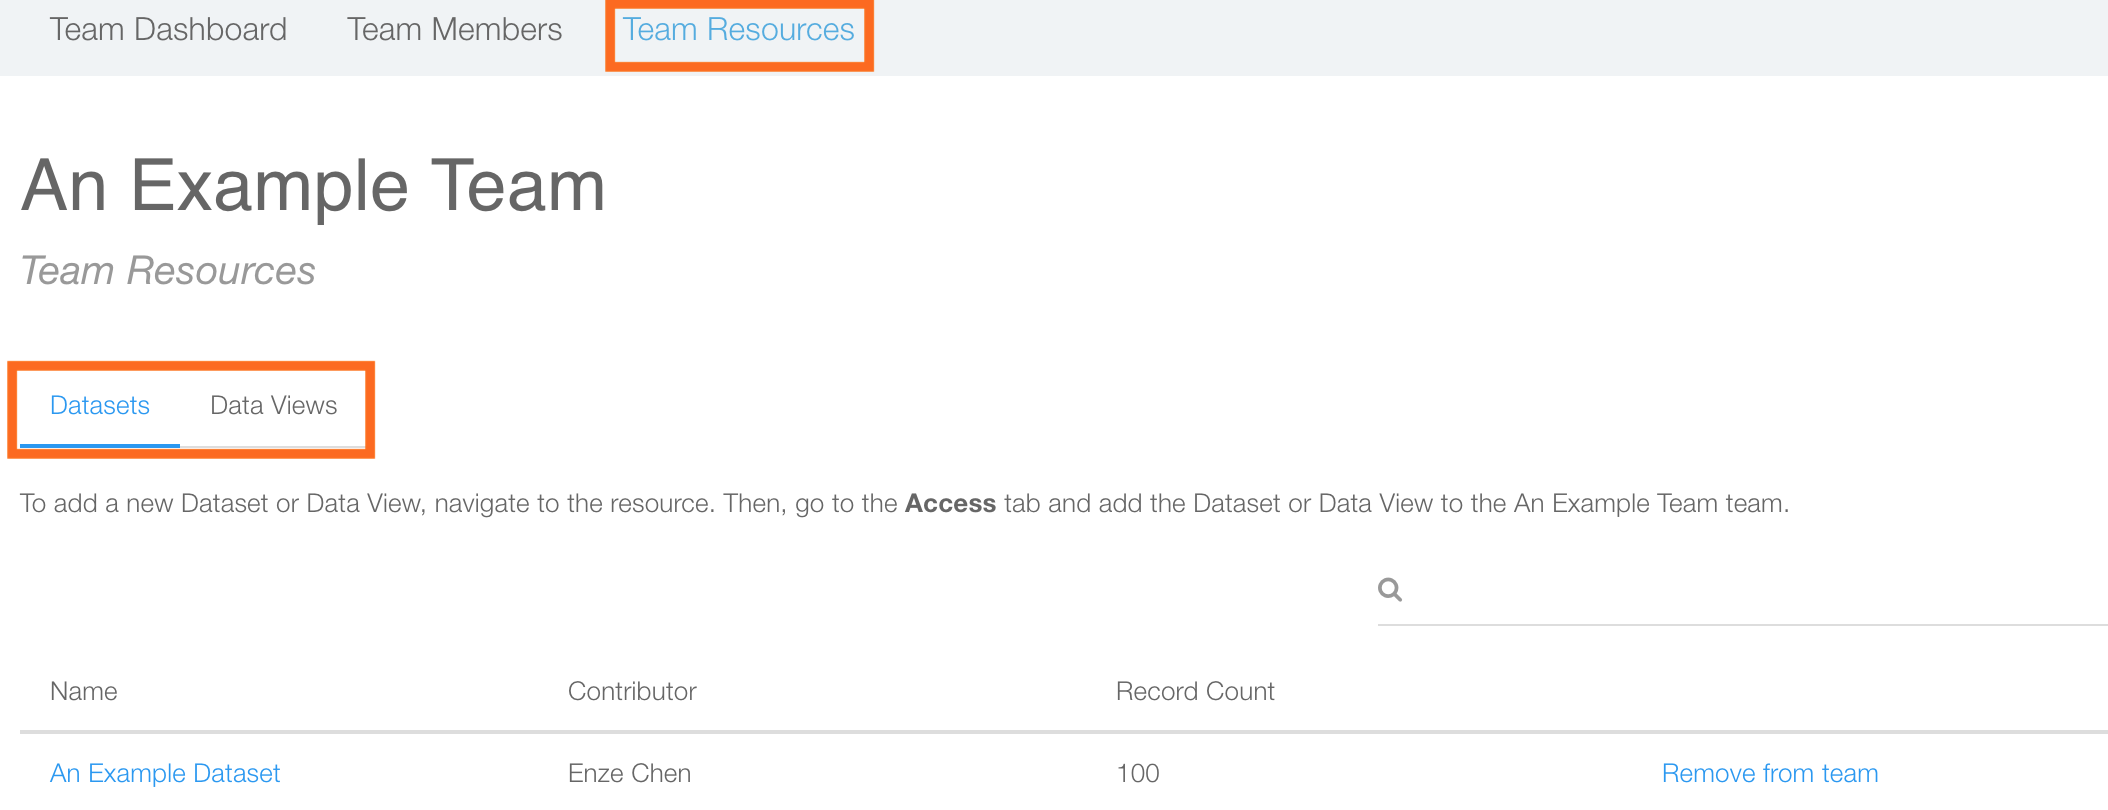 Team Dashboard Team Members Team Resources
An Example Team
Team Resources
Datasets Data Views
To add a new Dataset or Data View, navigate to the resource. Then, go to the Access tab and add the Dataset or Data View to the An Example Team team.
Name Contributor Record Count
An Example Dataset Enze Chen 100 Remove from team